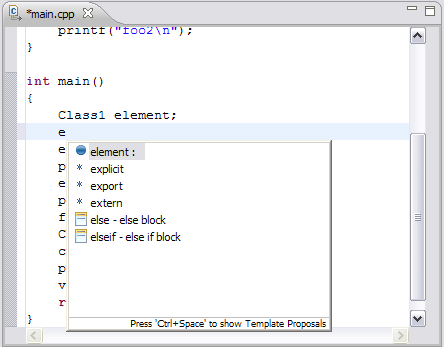 *main.cpp
printf("foo2\n");
}
int main()
{
Class1 element;
e
e
element :
p
explicit
e
export
p
extern
f
else - else block
C
elseif - else if block
c
p
v
r
Press 'Ctrl+Space' to show Template Proposals
}